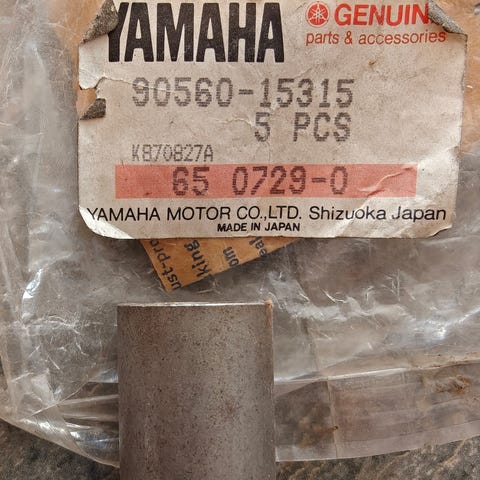 YAMAHA
GENUIN
parts & accessories
90560-15315
5 PCS
K870827A
65 0729-0
YAMAHA MOTOR CO.,LTD. Shizuoka Japan
MADE IN JAPAN